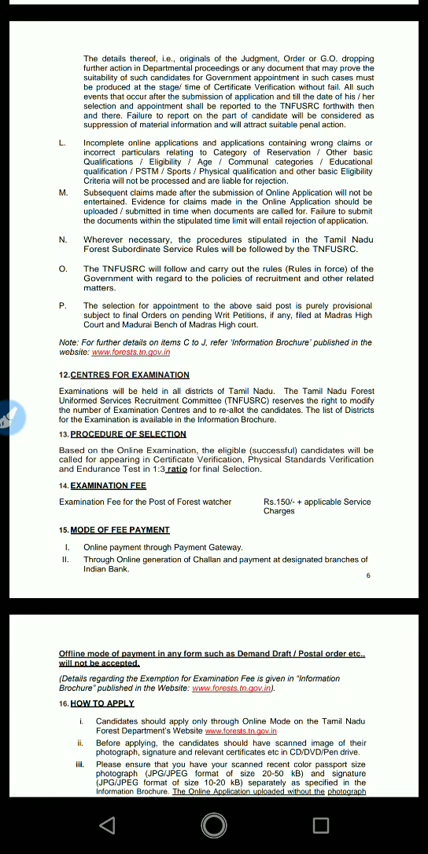 The details thereof, i.e., originals of the Judgment, Order or G.O. dropping
further action in Departmental proceedings or any document that may prove the
suitability of such candidates for Government appointment in such cases must
be produced at the stage/ time of Certificate Verification without fail. All such
events that occur after the submission of application and till the date of his / her
selection and appointment shall be reported to the TNFUSRC forthwith then
and there. Failure to report on the part of candidate will be considered as
suppression of material information and will attract suitable penal action.
L. Incomplete online applications and applications containing wrong claims or
incorrect particulars relating to Category of Reservation / Other basic
Qualifications / Eligibility / Age / Communal categories / Educational
qualification / PSTM / Sports / Physical qualification and other basic Eligibility
Criteria will not be processed and are liable for rejection.
M. Subsequent claims made after the submission of Online Application will not be
entertained. Evidence for claims made in the Online Application should be
uploaded / submitted in time when documents are called for. Failure to submit
the documents within the stipulated time limit will entail rejection of application.
N. Wherever necessary, the procedures stipulated in the Tamil Nadu
Forest Subordinate Service Rules will be followed by the TNFUSRC.
O. The TNFUSRC will follow and carry out the rules (Rules in force) of the
Government with regard to the policies of recruitment and other related
matters.
P. The selection for appointment to the above said post is purely provisional
subject to final Orders on pending Writ Petitions, if any, filed at Madras High
Court and Madurai Bench of Madras High court.
Note: For further details on items C to J, refer 'Information Brochure' published in the
website: www.forests.tn.gov.in
12.CENTRES FOR EXAMINATION
Examinations will be held in all districts of Tamil Nadu. The Tamil Nadu Forest
Uniformed Services Recruitment Committee (TNFUSRC) reserves the right to modify
the number of Examination Centres and to re-allot the candidates. The list of Districts
for the Examination is available in the Information Brochure.
13. PROCEDURE OF SELECTION
Based on the Online Examination, the eligible (successful) candidates will be
called for appearing in Certificate Verification, Physical Standards Verification
and Endurance Test in 1:3 ratio for final Selection.
14. EXAMINATION FEE
Examination Fee for the Post of Forest watcher Rs.150/- + applicable Service
Charges
15. MODE OF FEE PAYMENT
I. Online payment through Payment Gateway.
II. Through Online generation of Challan and payment at designated branches of
Indian Bank.
6
Offline mode of payment in any form such as Demand Draft / Postal order etc.,
will not be accepted.
(Details regarding the Exemption for Examination Fee is given in "Information
Brochure" published in the Website: www.forests.tn.gov.in).
16. HOW TO APPLY
i. Candidates should apply only through Online Mode on the Tamil Nadu
Forest Department's Website www.forests.tn.gov.in
ii. Before applying, the candidates should have scanned image of their
photograph, signature and relevant certificates etc in CD/DVD/Pen drive.
iii. Please ensure that you have your scanned recent color passport size
photograph (JPG/JPEG format of size 20-50 kB) and signature
(JPG/JPEG format of size 10-20 kB) separately as specified in the
Information Brochure. The Online Application uploaded without the photograph